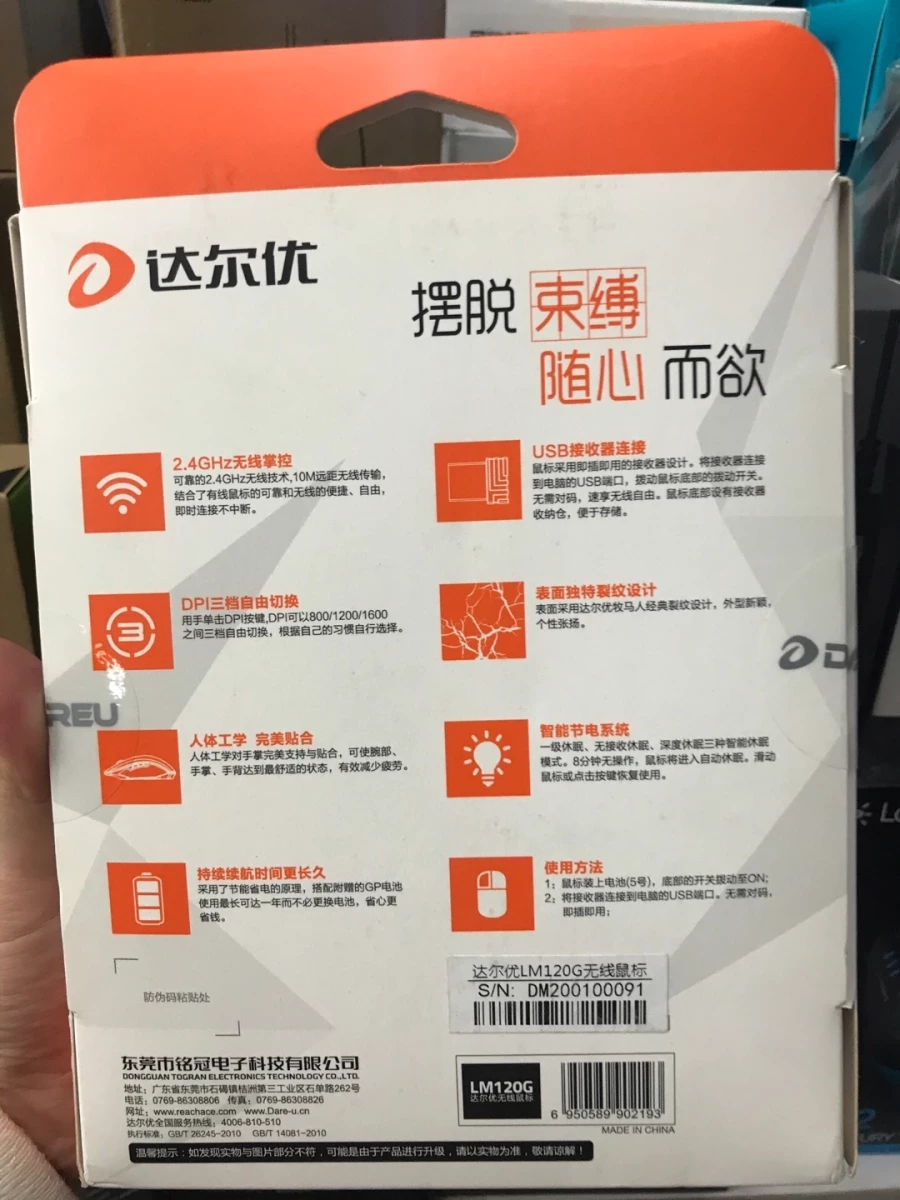 达尔优
摆脱束缚
随心而欲
2.4GHz无线掌控
可靠的2.4GHz无线技术,10M远距无线传输,
结合了有线鼠标的可靠和无线的便捷、自由,
即时连接不中断。
USB接收器连接
鼠标采用即插即用的接收器设计。将接收器连接
到电脑的USB端口，拨动鼠标底部的拨动开关。
无需对码，速享无线自由。鼠标底部设有接收器
收纳仓，便于存储。
3
DPI三档自由切换
用手单击DPI按键,DPI可以800/1200/1600
之间三档自由切换，根据自己的习惯自行选择。
表面独特裂纹设计
表面采用达尔优牧马人经典裂纹设计，外型新颖，
个性张扬。
REU
人体工学 完美贴合
人体工学对手掌完美支持与贴合，可使腕部、
手掌、手背达到最舒适的状态，有效减少疲劳。
智能节电系统
一级休眠、无接收休眠、深度休眠三种智能休眠
模式。8分钟无操作，鼠标将进入自动休眠。滑动
鼠标或点击按键恢复使用。
持续续航时间更长久
采用了节能省电的原理，搭配附赠的GP电池
使用最长可达一年而不必更换电池，省心更
省钱。
使用方法
1：鼠标装上电池(5号)，底部的开关拨动至ON;
2：将接收器连接到电脑的USB端口。无需对码，
即插即用；
防伪码粘贴处
达尔优LM120G无线鼠标
S/N: DM200100091
东莞市铭冠电子科技有限公司
DONGGUAN TOGRAN ELECTRONICS TECHNOLOGY CO.,LTD.
地址：广东省东莞市石碣镇桔洲第三工业区石单路262号
电话：0769-86308806 传真：0769-86308826
网址：www.reachace.com www.Dare-u.cn
达尔优全国服务热线：4006-810-510
执行标准：GB/T 26245-2010 GB/T 14081-2010
LM120G
达尔优无线鼠标
6 950589 902193
MADE IN CHINA
温馨提示：如发现实物与图片部分不符，可能是由于产品进行升级，请以实物为准，敬请谅解！